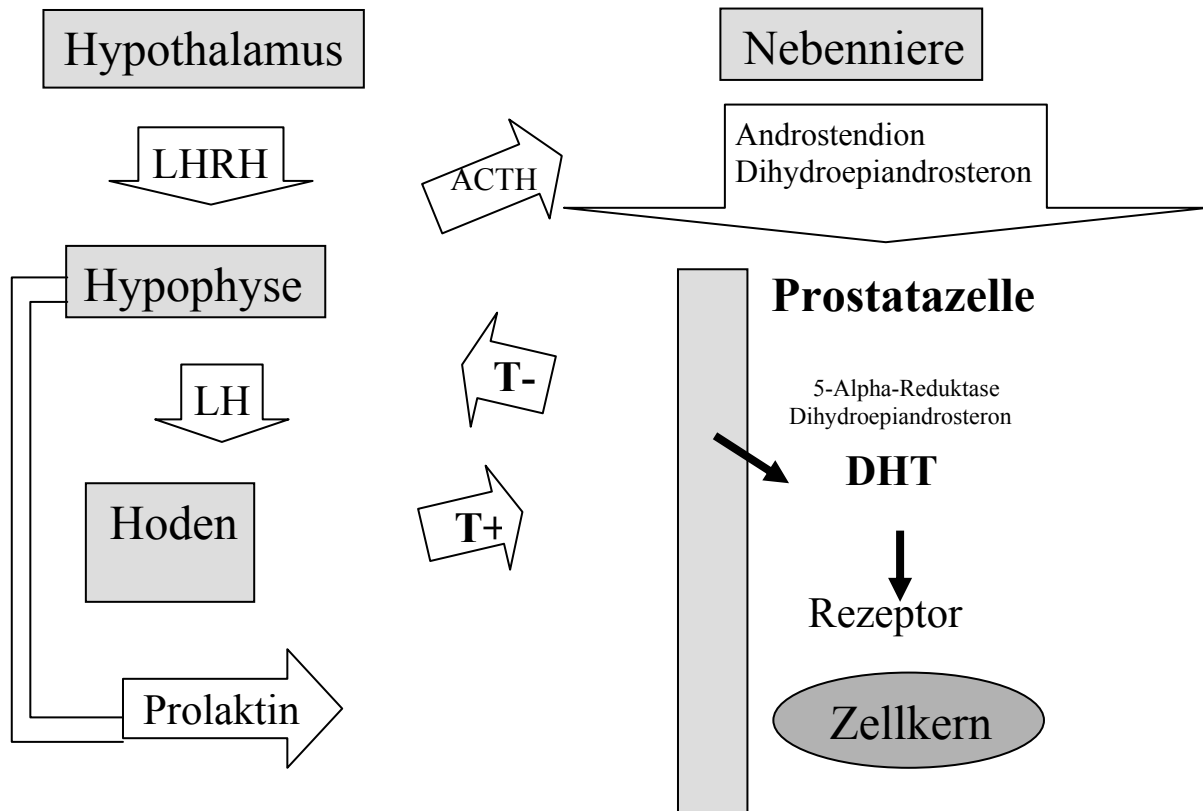 Hypothalamus
Nebenniere
LHRH
ACTH
Androstendion
Dihydroepiandrosteron
Hypophyse
Prostatazelle
T-
LH
5-Alpha-Reduktase
Dihydroepiandrosteron
DHT
Hoden
T+
Rezeptor
Prolaktin
Zellkern